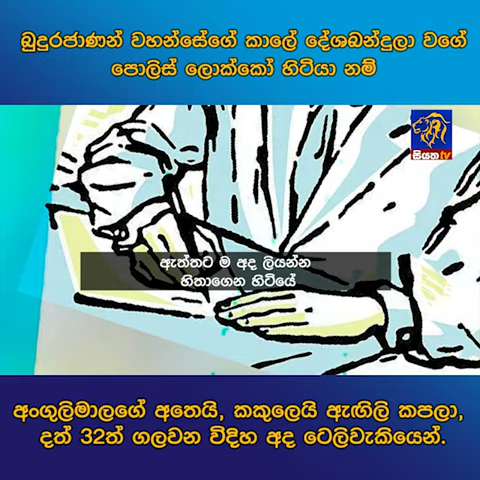 බුදුරජාණන් වහන්සේගේ කාලේ දේශබන්දුලා වගේ
පොලිස් ලොක්කෝ හිටියා නම්
සියත tv
ඇත්තට ම අද ලියන්න
හිතාගෙන හිටියේ
අංගුලිමාලගේ අතෙයි, කකුලෙයි ඇඟිලි කපලා,
දත් 32ත් ගලවන විදිහ අද ටෙලිවැකියෙන්.